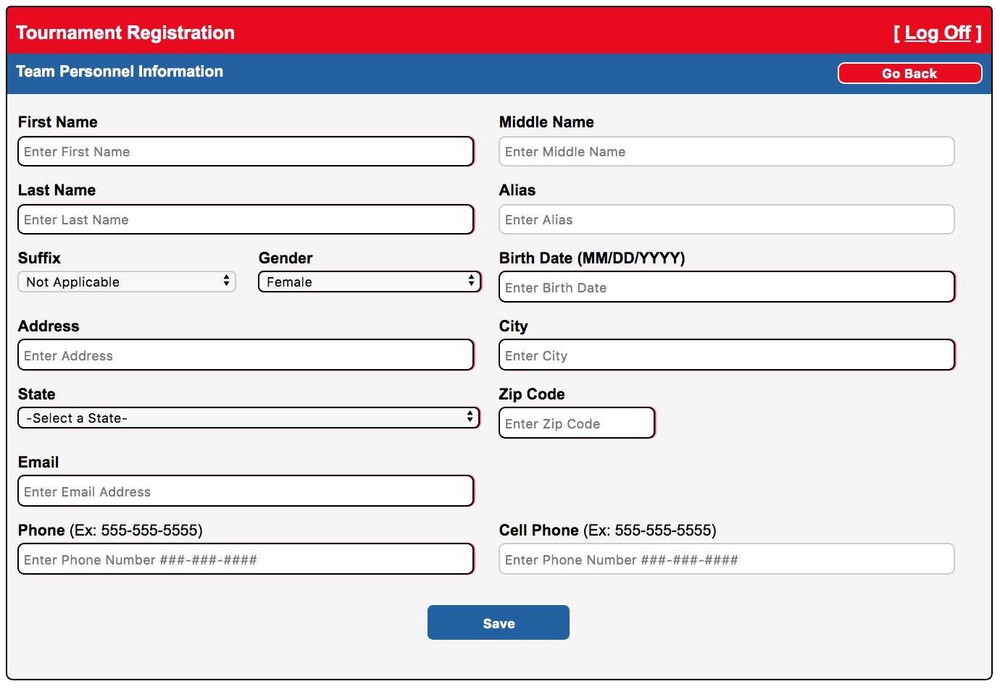 Tournament Registration [ Log Off ]
Team Personnel Information Go Back
First Name Middle Name
Enter First Name Enter Middle Name
Last Name Alias
Enter Last Name Enter Alias
Suffix Gender Birth Date (MM/DD/YYYY)
Not Applicable Female Enter Birth Date
Address City
Enter Address Enter City
State Zip Code
-Select a State- Enter Zip Code
Email
Enter Email Address
Phone (Ex: 555-555-5555) Cell Phone (Ex: 555-555-5555)
Enter Phone Number ###-###-#### Enter Phone Number ###-###-####
Save